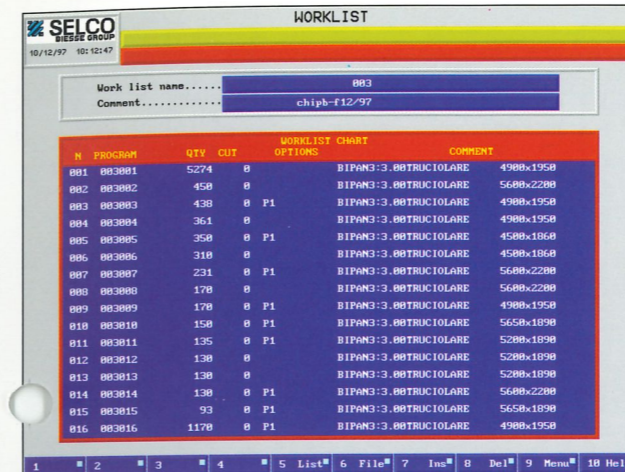 WORKLIST
SELCO
BIESSE GROUP
10/12/97 10:12:47
Work list name...... 003
Comment............ chipb-f12/97
WORKLIST CHART
N PROGRAM QTY CUT OPTIONS COMMENT
001 003001 5274 0 BIPAN3:3.00TRUCIOLARE 4900x1950
002 003002 450 0 BIPAN3:3.00TRUCIOLARE 5600x2200
003 003003 438 0 P1 BIPAN3:3.00TRUCIOLARE 4900x1950
004 003004 361 0 BIPAN3:3.00TRUCIOLARE 4900x1950
005 003005 350 0 P1 BIPAN3:3.00TRUCIOLARE 4500x1860
006 003006 310 0 BIPAN3:3.00TRUCIOLARE 4500x1860
007 003007 231 0 P1 BIPAN3:3.00TRUCIOLARE 5600x2200
008 003008 170 0 BIPAN3:3.00TRUCIOLARE 5600x2200
009 003009 170 0 P1 BIPAN3:3.00TRUCIOLARE 4900x1950
010 003010 150 0 P1 BIPAN3:3.00TRUCIOLARE 5650x1890
011 003011 135 0 P1 BIPAN3:3.00TRUCIOLARE 5200x1890
012 003012 130 0 BIPAN3:3.00TRUCIOLARE 5200x1890
013 003013 130 0 BIPAN3:3.00TRUCIOLARE 5200x1890
014 003014 130 0 P1 BIPAN3:3.00TRUCIOLARE 5600x2200
015 003015 93 0 P1 BIPAN3:3.00TRUCIOLARE 5650x1890
016 003016 1170 0 P1 BIPAN3:3.00TRUCIOLARE 4900x1950
1 2 3 4 5 List 6 File 7 Ins 8 Del 9 Menu 10 Hel